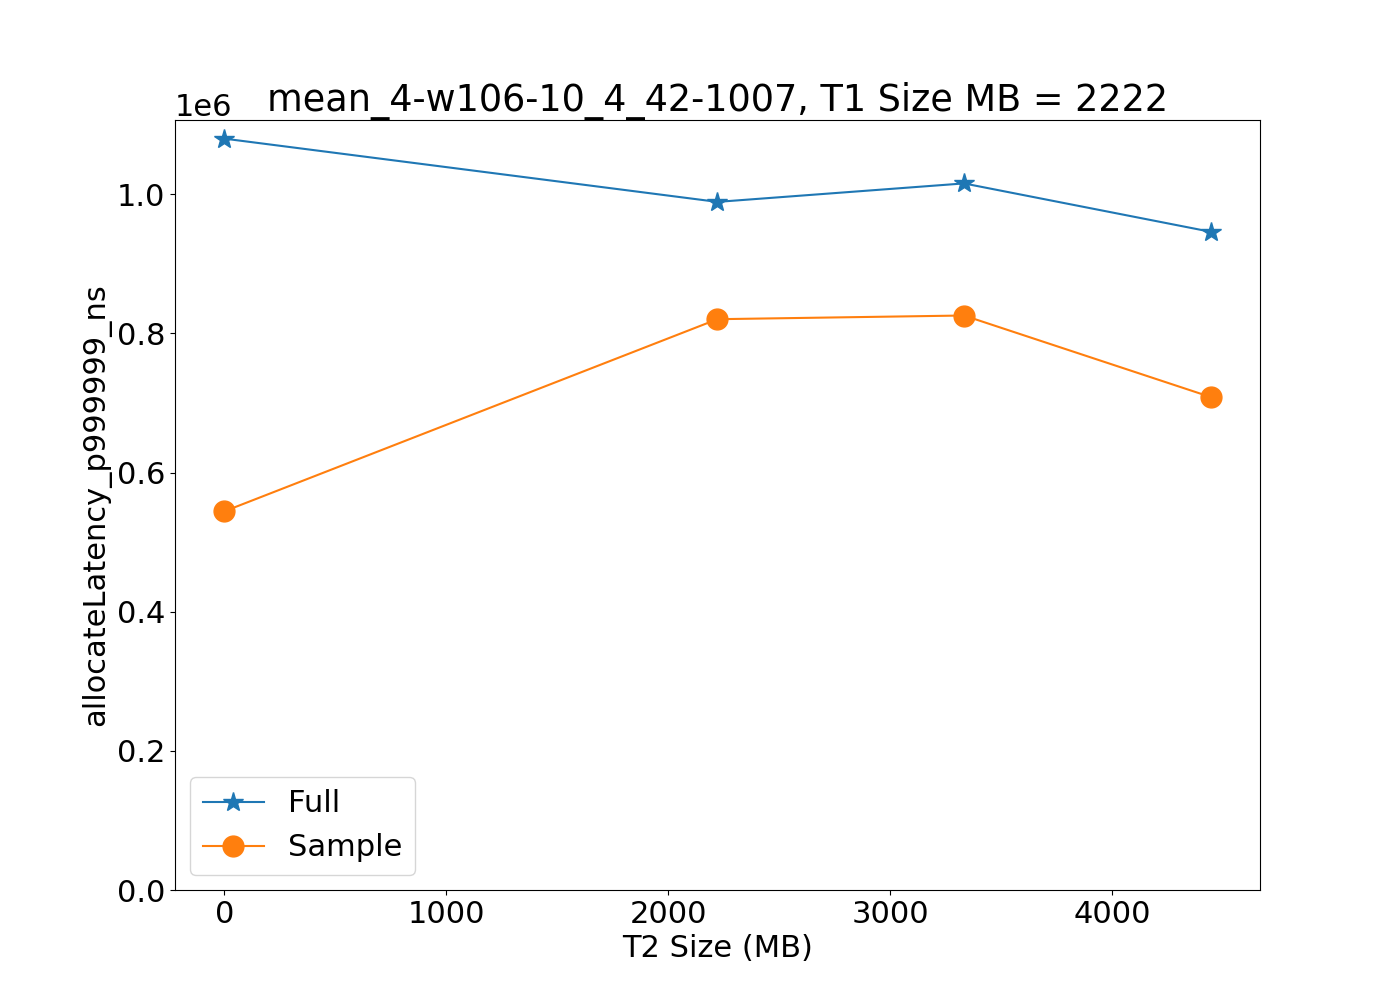 1e6
mean_4-w106-10_4_42-1007, T1 Size MB = 2222
allocateLatency_p999999_ns
1.0
0.8
0.6
0.4
0.2
0.0
Full
Sample
0 1000 2000 3000 4000
T2 Size (MB)